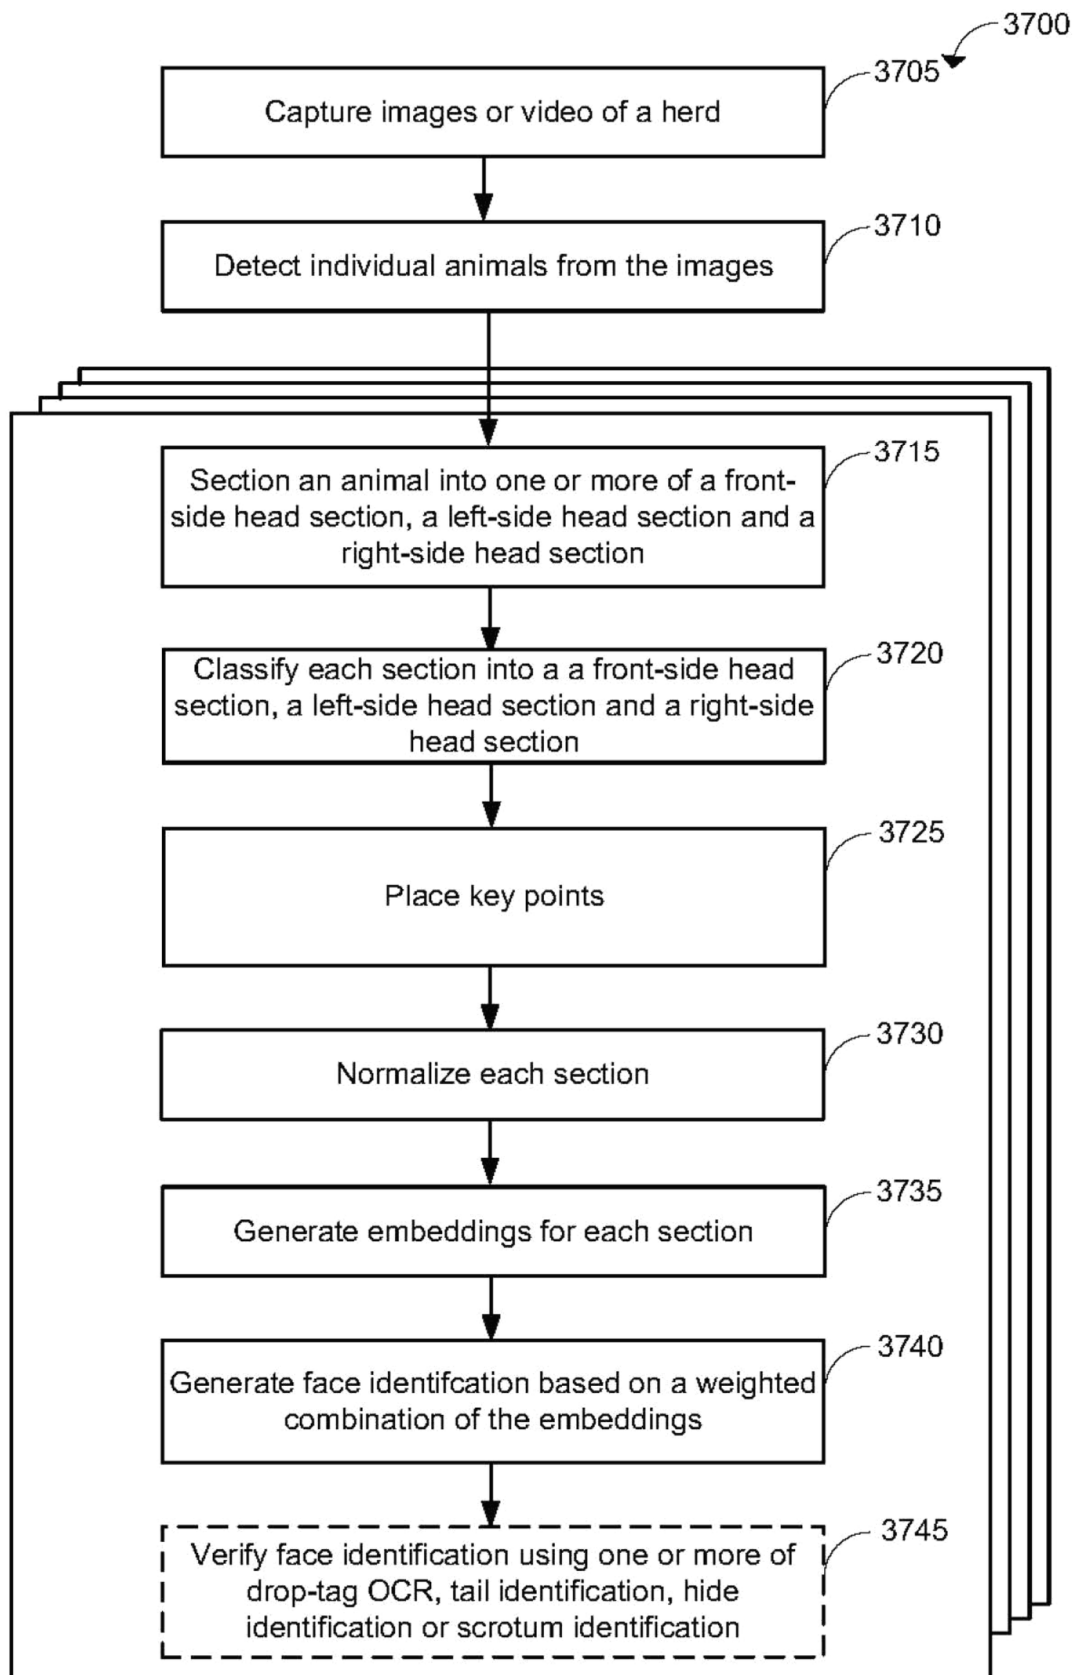 3700
3705
Capture images or video of a herd
3710
Detect individual animals from the images
3715
Section an animal into one or more of a front-
side head section, a left-side head section and a
right-side head section
3720
Classify each section into a a front-side head
section, a left-side head section and a right-side
head section
3725
Place key points
3730
Normalize each section
3735
Generate embeddings for each section
3740
Generate face identifcation based on a weighted
combination of the embeddings
3745
Verify face identification using one or more of
drop-tag OCR, tail identification, hide
identification or scrotum identification